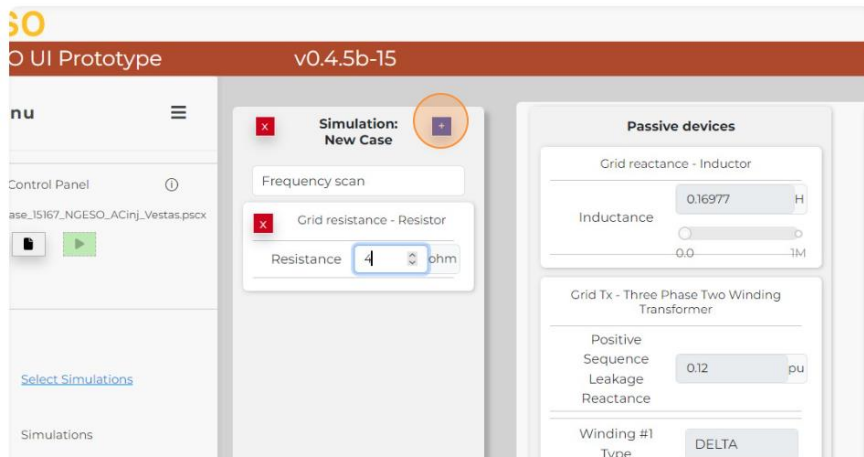 SO
O UI Prototype
v0.4.5b-15
nu
Control Panel
ase_15167_NGESO_ACinj_Vestas.pscx
Select Simulations
Simulations
x
Simulation:
New Case
+
Frequency scan
x
Grid resistance - Resistor
Resistance 4 ohm
Passive devices
Grid reactance - Inductor
Inductance
0.16977 H
0.0 1M
Grid Tx - Three Phase Two Winding
Transformer
Positive
Sequence
Leakage
Reactance
0.12 pu
Winding #1
Type
DELTA